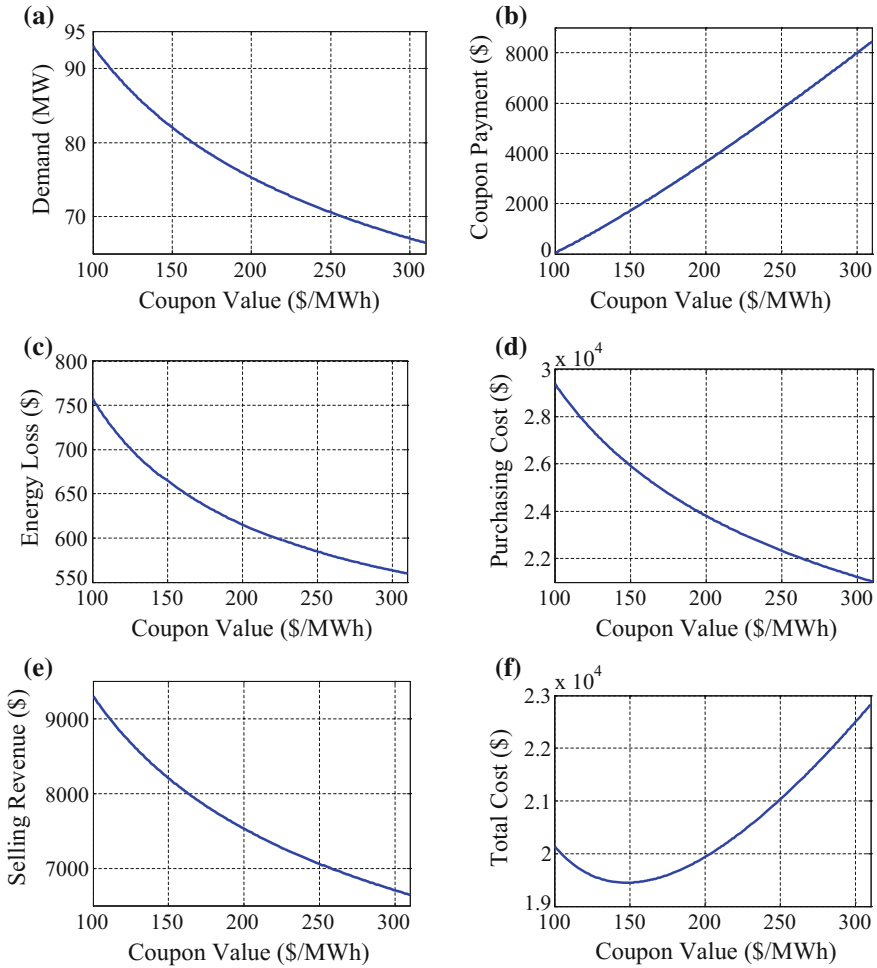 (a)
95
90
80
70
Demand (MW)
100 150 200 250 300
Coupon Value ($/MWh)
(b)
8000
6000
4000
2000
0
Coupon Payment ($)
100 150 200 250 300
Coupon Value ($/MWh)
(c)
800
750
700
650
600
550
Energy Loss ($)
100 150 200 250 300
Coupon Value ($/MWh)
(d)
x 10^4
3
2.8
2.6
2.4
2.2
Purchasing Cost ($)
100 150 200 250 300
Coupon Value ($/MWh)
(e)
9000
8000
7000
Selling Revenue ($)
100 150 200 250 300
Coupon Value ($/MWh)
(f)
x 10^4
2.3
2.2
2.1
2
1.9
Total Cost ($)
100 150 200 250 300
Coupon Value ($/MWh)